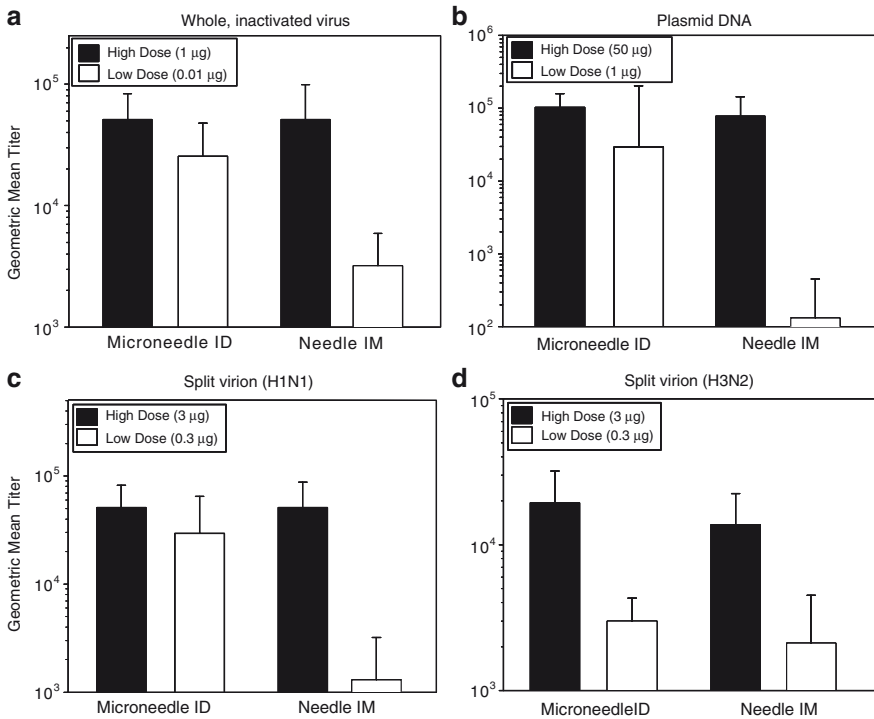 a
Whole, inactivated virus
High Dose (1 µg)
Low Dose (0.01 µg)
Geometric Mean Titer
10^5
10^4
10^3
Microneedle ID
Needle IM
b
Plasmid DNA
High Dose (50 µg)
Low Dose (1 µg)
10^6
10^5
10^4
10^3
10^2
Microneedle ID
Needle IM
c
Split virion (H1N1)
High Dose (3 µg)
Low Dose (0.3 µg)
Geometric Mean Titer
10^5
10^4
10^3
Microneedle ID
Needle IM
d
Split virion (H3N2)
High Dose (3 µg)
Low Dose (0.3 µg)
10^5
10^4
10^3
MicroneedleID
Needle IM